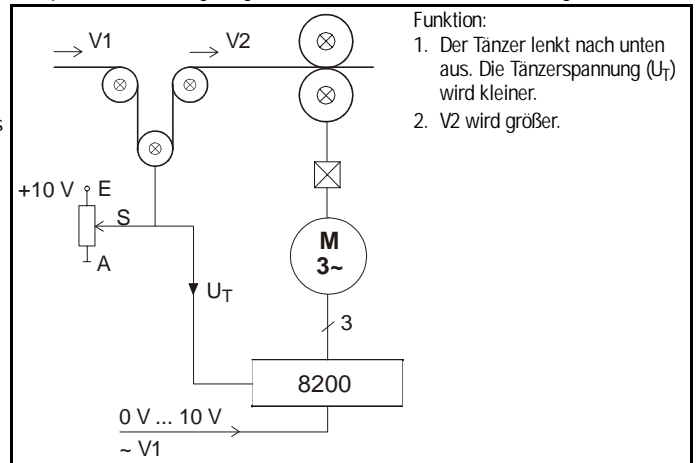 V1
V2
Funktion:
1. Der Tänzer lenkt nach unten
aus. Die Tänzerspannung (UT)
wird kleiner.
2. V2 wird größer.
s
+10 V
E
S
A
UT
M
3~
3
8200
0 V ... 10 V
~ V1